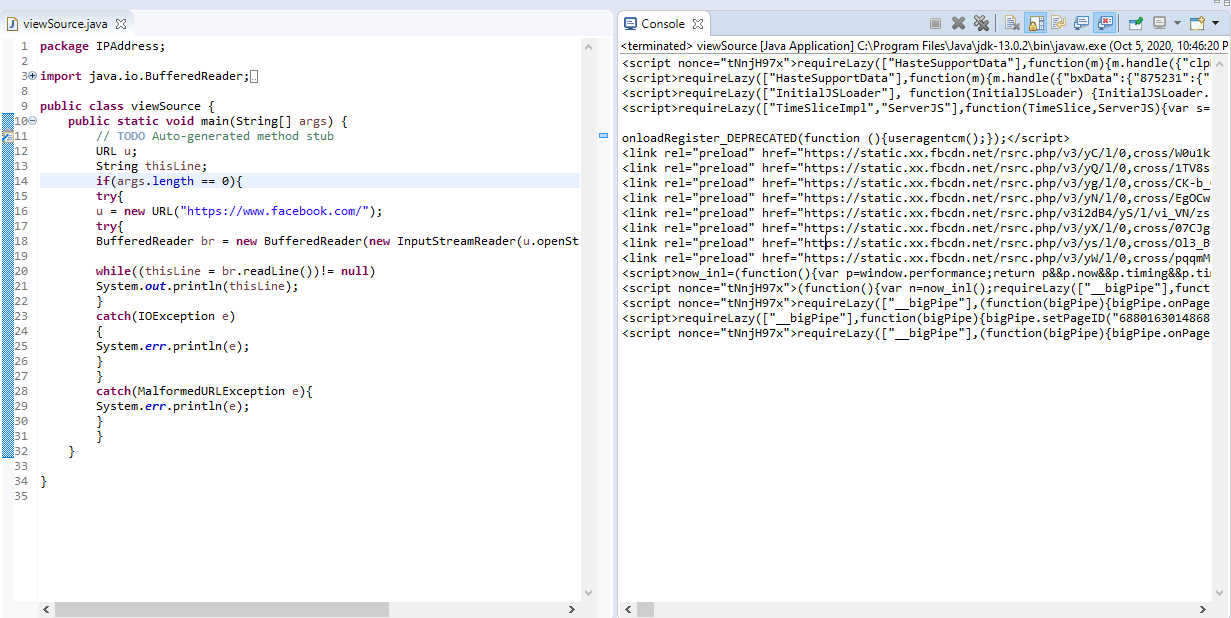 viewSource.java
1 package IPAddress;
2
3 import java.io.BufferedReader;
8
9 public class viewSource {
10 public static void main(String[] args) {
11 // TODO Auto-generated method stub
12 URL u;
13 String thisLine;
14 if(args.length == 0){
15 try{
16 u = new URL("https://www.facebook.com/");
17 try{
18 BufferedReader br = new BufferedReader(new InputStreamReader(u.openSt
19
20 while((thisLine = br.readLine())!= null)
21 System.out.println(thisLine);
22 }
23 catch(IOException e)
24 {
25 System.err.println(e);
26 }
27 }
28 catch(MalformedURLException e){
29 System.err.println(e);
30 }
31 }
32 }
33
34 }
35
Console
<terminated> viewSource [Java Application] C:\Program Files\Java\jdk-13.0.2\bin\javaw.exe (Oct 5, 2020, 10:46:20 P
<script nonce="tNnjH97x">requireLazy(["HasteSupportData"],function(m){m.handle({"clp
<script>requireLazy(["HasteSupportData"],function(m){m.handle({"bxData":{"875231":{"
<script>requireLazy(["InitialJSLoader"], function(InitialJSLoader) {InitialJSLoader.
<script>requireLazy(["TimeSliceImpl","ServerJS"],function(TimeSlice,ServerJS){var s=
onloadRegister_DEPRECATED(function (){useragentcm();});</script>
<link rel="preload" href="https://static.xx.fbcdn.net/rsrc.php/v3/yC/l/0,cross/W0u1k
<link rel="preload" href="https://static.xx.fbcdn.net/rsrc.php/v3/yQ/l/0,cross/1TV8s
<link rel="preload" href="https://static.xx.fbcdn.net/rsrc.php/v3/yg/l/0,cross/CK-b_
<link rel="preload" href="https://static.xx.fbcdn.net/rsrc.php/v3/yN/l/0,cross/EgOCw
<link rel="preload" href="https://static.xx.fbcdn.net/rsrc.php/v3i2dB4/yS/l/vi_VN/zs
<link rel="preload" href="https://static.xx.fbcdn.net/rsrc.php/v3/yX/l/0,cross/07CJg
<link rel="preload" href="https://static.xx.fbcdn.net/rsrc.php/v3/ys/l/0,cross/Ol3_B
<link rel="preload" href="https://static.xx.fbcdn.net/rsrc.php/v3/yW/l/0,cross/pqqmM
<script>now_inl=(function(){var p=window.performance;return p&&p.now&&p.timing&&p.ti
<script nonce="tNnjH97x">(function(){var n=now_inl();requireLazy(["__bigPipe"],funct
<script nonce="tNnjH97x">requireLazy(["__bigPipe"],(function(bigPipe){bigPipe.onPage
<script>requireLazy(["__bigPipe"],function(bigPipe){bigPipe.setPageID("6880163014868
<script nonce="tNnjH97x">requireLazy(["__bigPipe"],(function(bigPipe){bigPipe.onPage